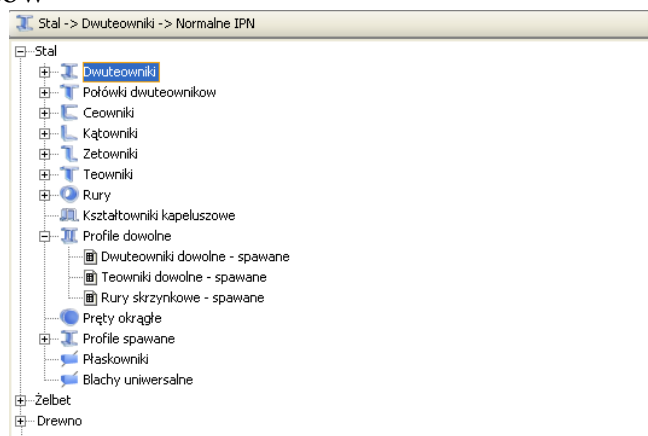 Stal -> Dwuteowniki -> Normalne IPN
Stal
Dwuteowniki
Połówki dwuteownikow
Ceowniki
Kątowniki
Zetowniki
Teowniki
Rury
Kształtowniki kapeluszowe
Profile dowolne
Dwuteowniki dowolne - spawane
Teowniki dowolne - spawane
Rury skrzynkowe - spawane
Pręty okrągłe
Profile spawane
Płaskowniki
Blachy uniwersalne
Żelbet
Drewno